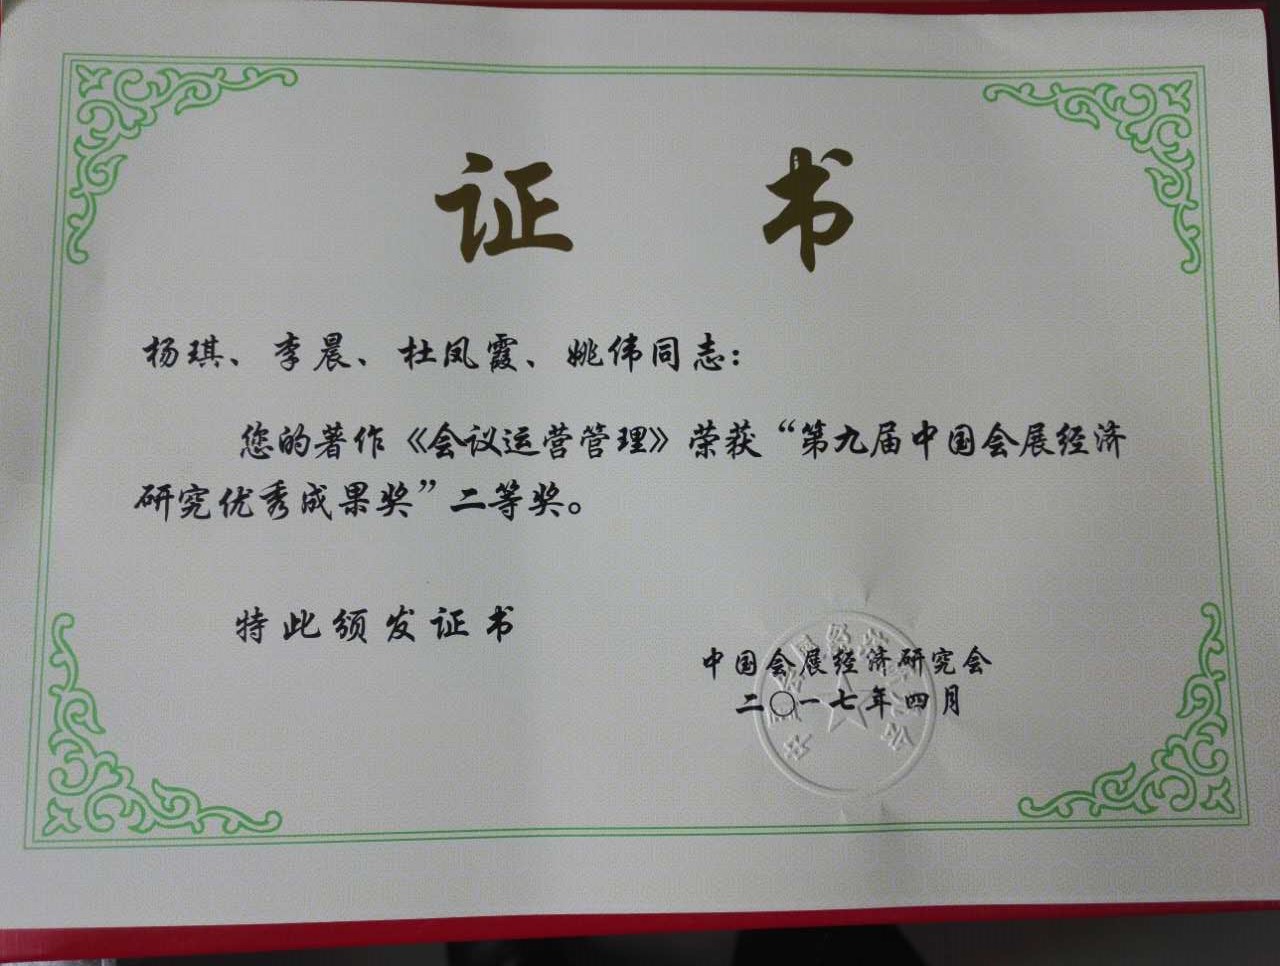 证 书
杨琪、李晨、杜凤霞、姚伟同志：
您的著作《会议运营管理》荣获“第九届中国会展经济
研究优秀成果奖”二等奖。
特此颁发证书
中国会展经济研究会
二〇一七年四月